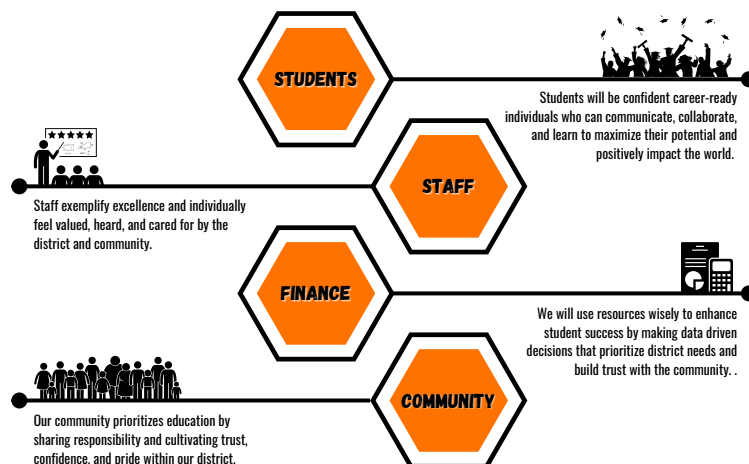 STUDENTS
Students will be confident career-ready
individuals who can communicate, collaborate,
and learn to maximize their potential and
positively impact the world.
STAFF
Staff exemplify excellence and individually
feel valued, heard, and cared for by the
district and community.
FINANCE
We will use resources wisely to enhance
student success by making data driven
decisions that prioritize district needs and
build trust with the community. .
COMMUNITY
Our community prioritizes education by
sharing responsibility and cultivating trust,
confidence, and pride within our district.